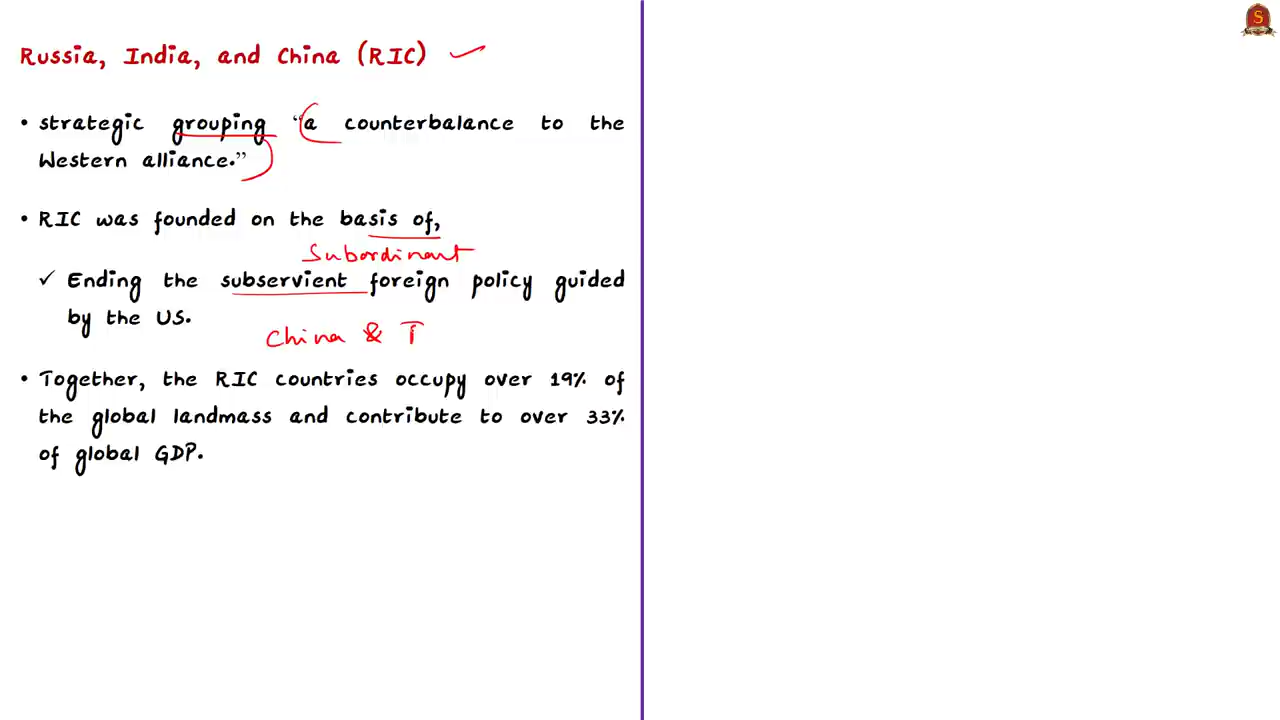 Russia, India, and China (RIC)
• strategic grouping “a counterbalance to the
Western alliance.”
• RIC was founded on the basis of,
Subordinant
✓ Ending the subservient foreign policy guided
by the US.
China & I
• Together, the RIC countries occupy over 19% of
the global landmass and contribute to over 33%
of global GDP.
S